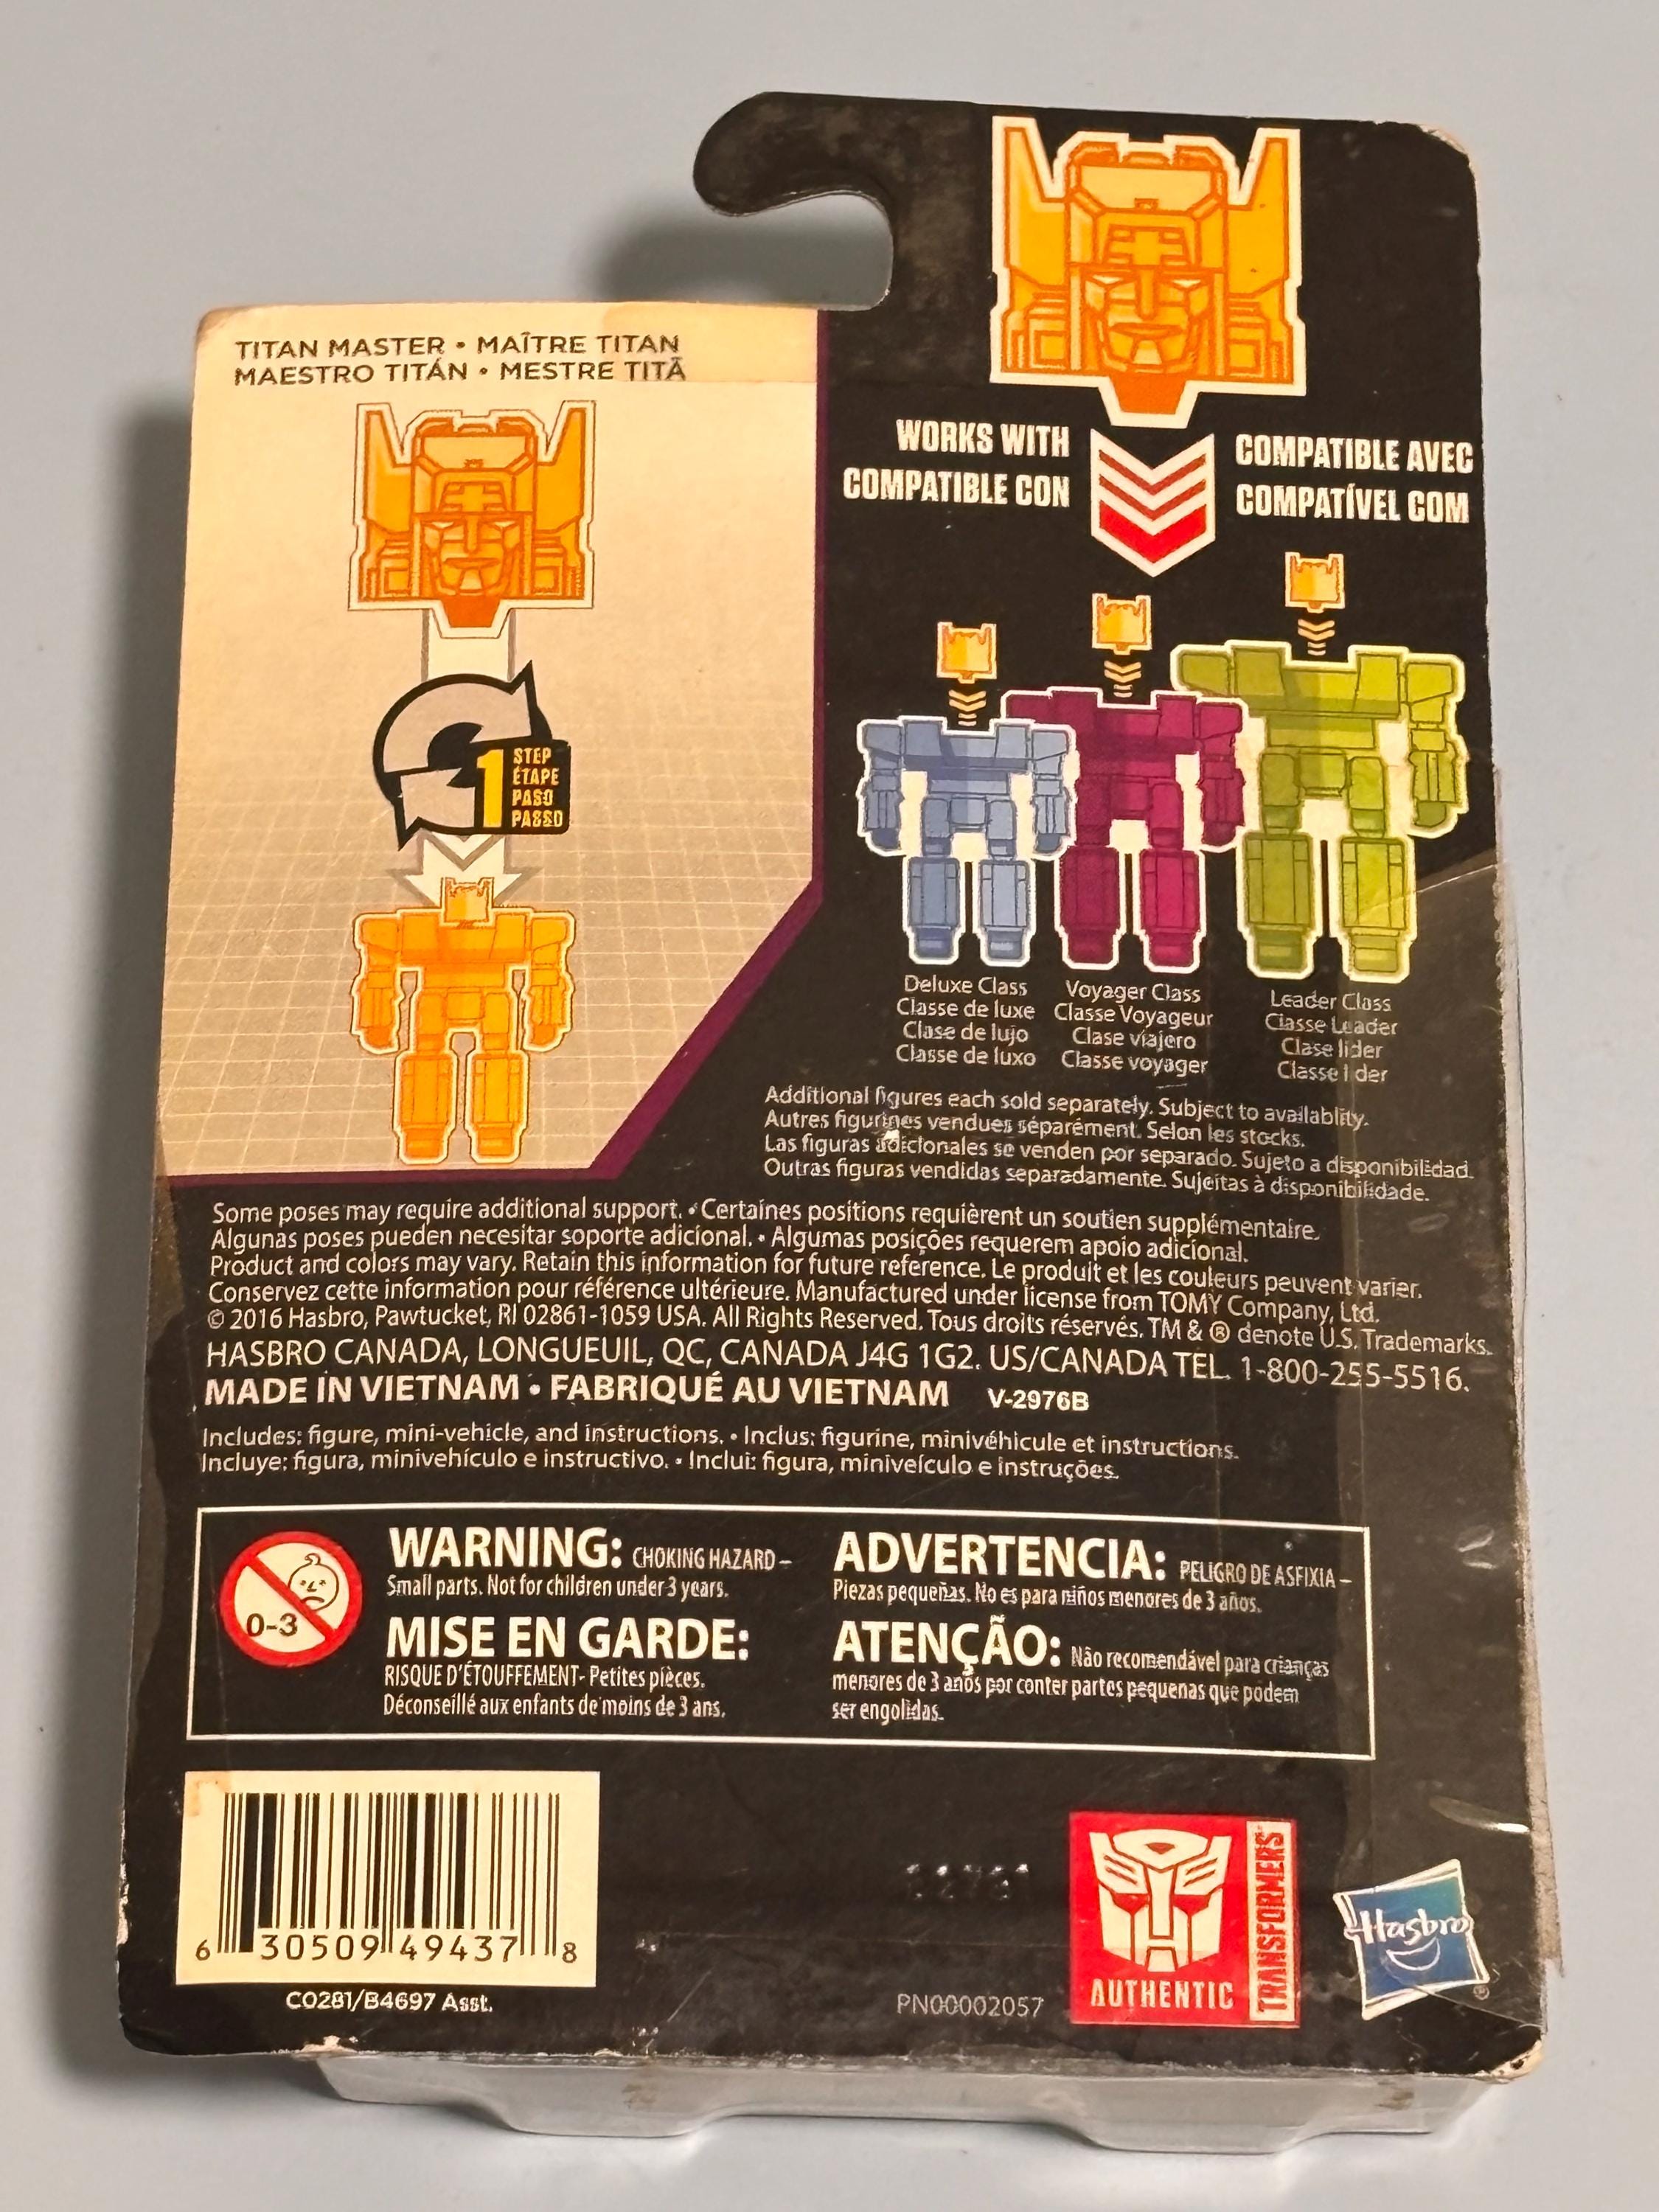 TITAN MASTER • MAÎTRE TITAN
MAESTRO TITÁN • MESTRE TITÃ
1 STEP
ÉTAPE
PASO
PASSO
WORKS WITH
COMPATIBLE CON
COMPATIBLE AVEC
COMPATÍVEL COM
Deluxe Class
Classe de luxe
Clase de lujo
Classe de luxo
Voyager Class
Classe Voyageur
Clase viajero
Classe voyager
Leader Class
Classe Leader
Clase líder
Classe líder
Additional figures each sold separately. Subject to availablity.
Autres figurines vendues séparément. Selon les stocks.
Las figuras adicionales se venden por separado. Sujeto a disponibilidad.
Outras figuras vendidas separadamente. Sujeitas à disponibilidade.
Some poses may require additional support. • Certaines positions requièrent un soutien supplémentaire.
Algunas poses pueden necesitar soporte adicional. • Algumas posições requerem apoio adicional.
Product and colors may vary. Retain this information for future reference. Le produit et les couleurs peuvent varier.
Conservez cette information pour référence ultérieure. Manufactured under license from TOMY Company, Ltd.
© 2016 Hasbro, Pawtucket, RI 02861-1059 USA. All Rights Reserved. Tous droits réservés. TM & ® denote U.S. Trademarks.
HASBRO CANADA, LONGUEUIL, QC, CANADA J4G 1G2. US/CANADA TEL. 1-800-255-5516.
MADE IN VIETNAM • FABRIQUÉ AU VIETNAM V-2976B
Includes: figure, mini-vehicle, and instructions. • Inclus: figurine, minivéhicule et instructions.
Incluye: figura, minivehículo e instructivo. • Inclui: figura, miniveículo e instruções.
0-3
WARNING: CHOKING HAZARD –
Small parts. Not for children under 3 years.
MISE EN GARDE:
RISQUE D'ÉTOUFFEMENT- Petites pièces.
Déconseillé aux enfants de moins de 3 ans.
ADVERTENCIA: PELIGRO DE ASFIXIA –
Piezas pequeñas. No es para niños menores de 3 años.
ATENÇÃO: Não recomendável para crianças
menores de 3 anos por conter partes pequenas que podem
ser engolidas.
6 30509 49437 8
C0281/B4697 Asst.
PN00002057
AUTHENTIC
TRANSFORMERS
Hasbro ®